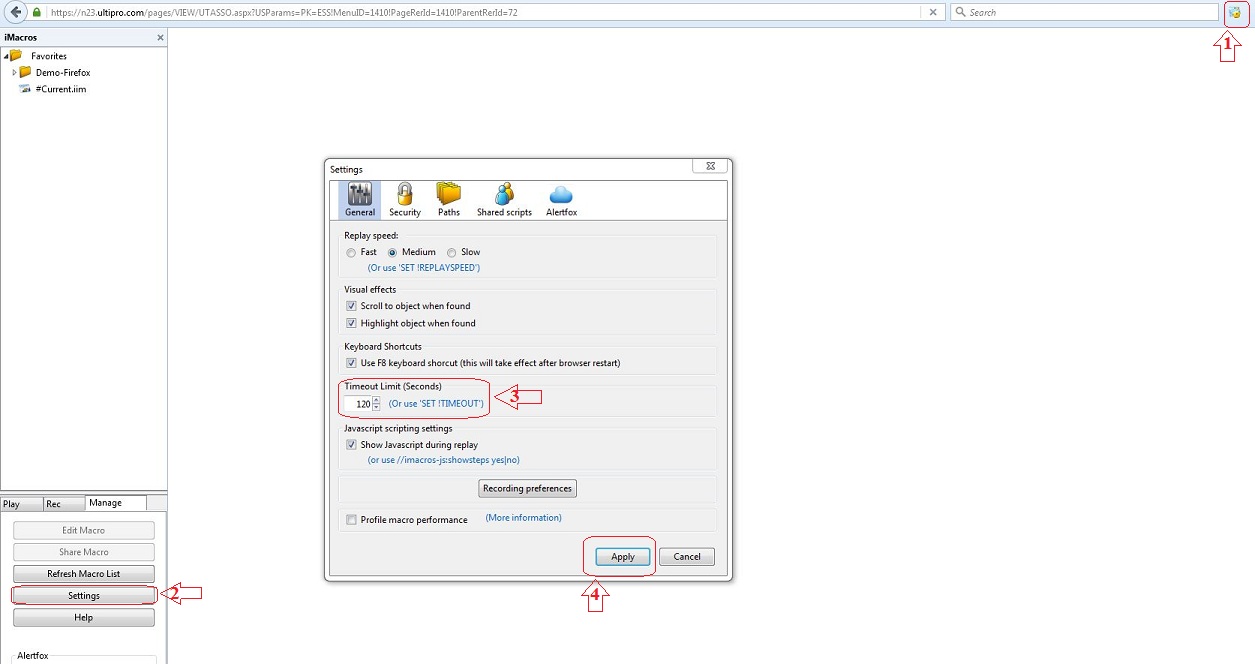 https://n23.ultipro.com/pages/VIEW/UTASSO.aspx?USParams=PK=ESS!MenuID=1410!PageRerId=1410!ParentRerId=72
Search
1
iMacros
Favorites
Demo-Firefox
#Current.iim
Settings
General Security Paths Shared scripts Alertfox
Replay speed:
Fast Medium Slow
(Or use 'SET !REPLAYSPEED')
Visual effects
Scroll to object when found
Highlight object when found
Keyboard Shortcuts
Use F8 keyboard shorcut (this will take effect after browser restart)
Timeout Limit (Seconds)
120 (Or use 'SET !TIMEOUT')
3
Javascript scripting settings
Show Javascript during replay
(or use //imacros-js:showsteps yes|no)
Recording preferences
Profile macro performance (More information)
Apply Cancel
4
Play Rec Manage
Edit Macro
Share Macro
Refresh Macro List
Settings
2
Help
Alertfox